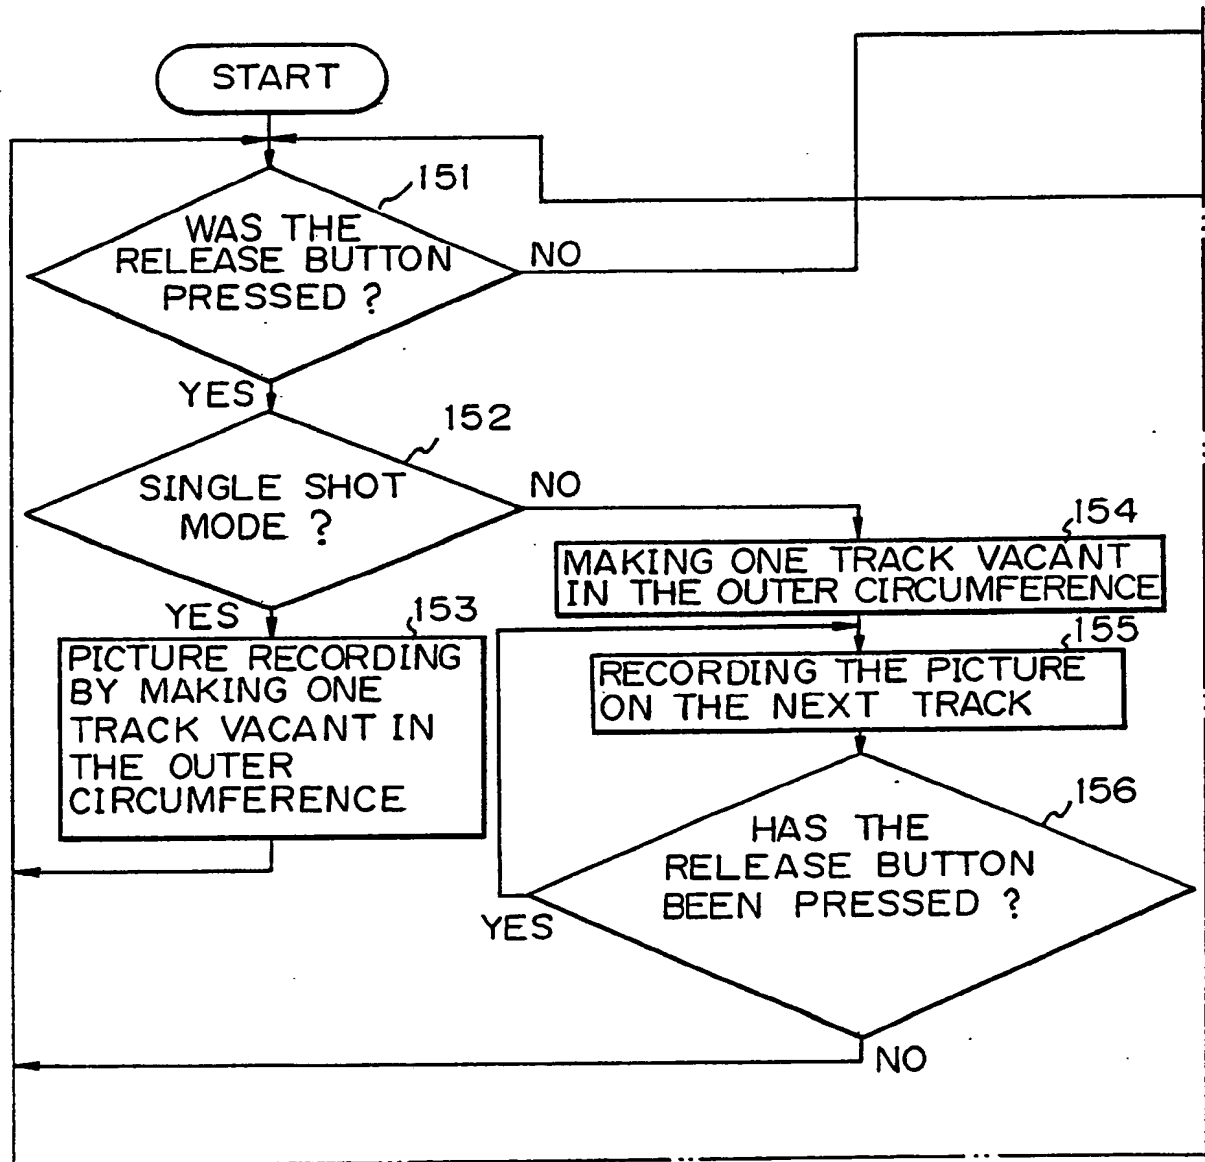 START
151
WAS THE
RELEASE BUTTON
PRESSED ?
NO
YES
152
SINGLE SHOT
MODE ?
NO
YES
153
PICTURE RECORDING
BY MAKING ONE
TRACK VACANT IN
THE OUTER
CIRCUMFERENCE
154
MAKING ONE TRACK VACANT
IN THE OUTER CIRCUMFERENCE
155
RECORDING THE PICTURE
ON THE NEXT TRACK
156
HAS THE
RELEASE BUTTON
BEEN PRESSED ?
YES
NO